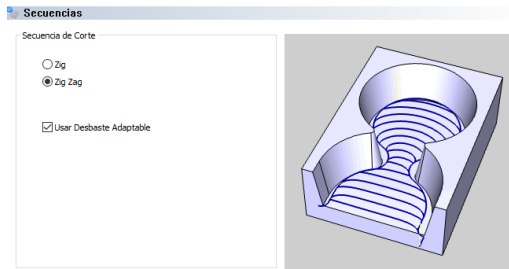 Secuencias
Secuencia de Corte
Zig
Zig Zag
Usar Desbaste Adaptable